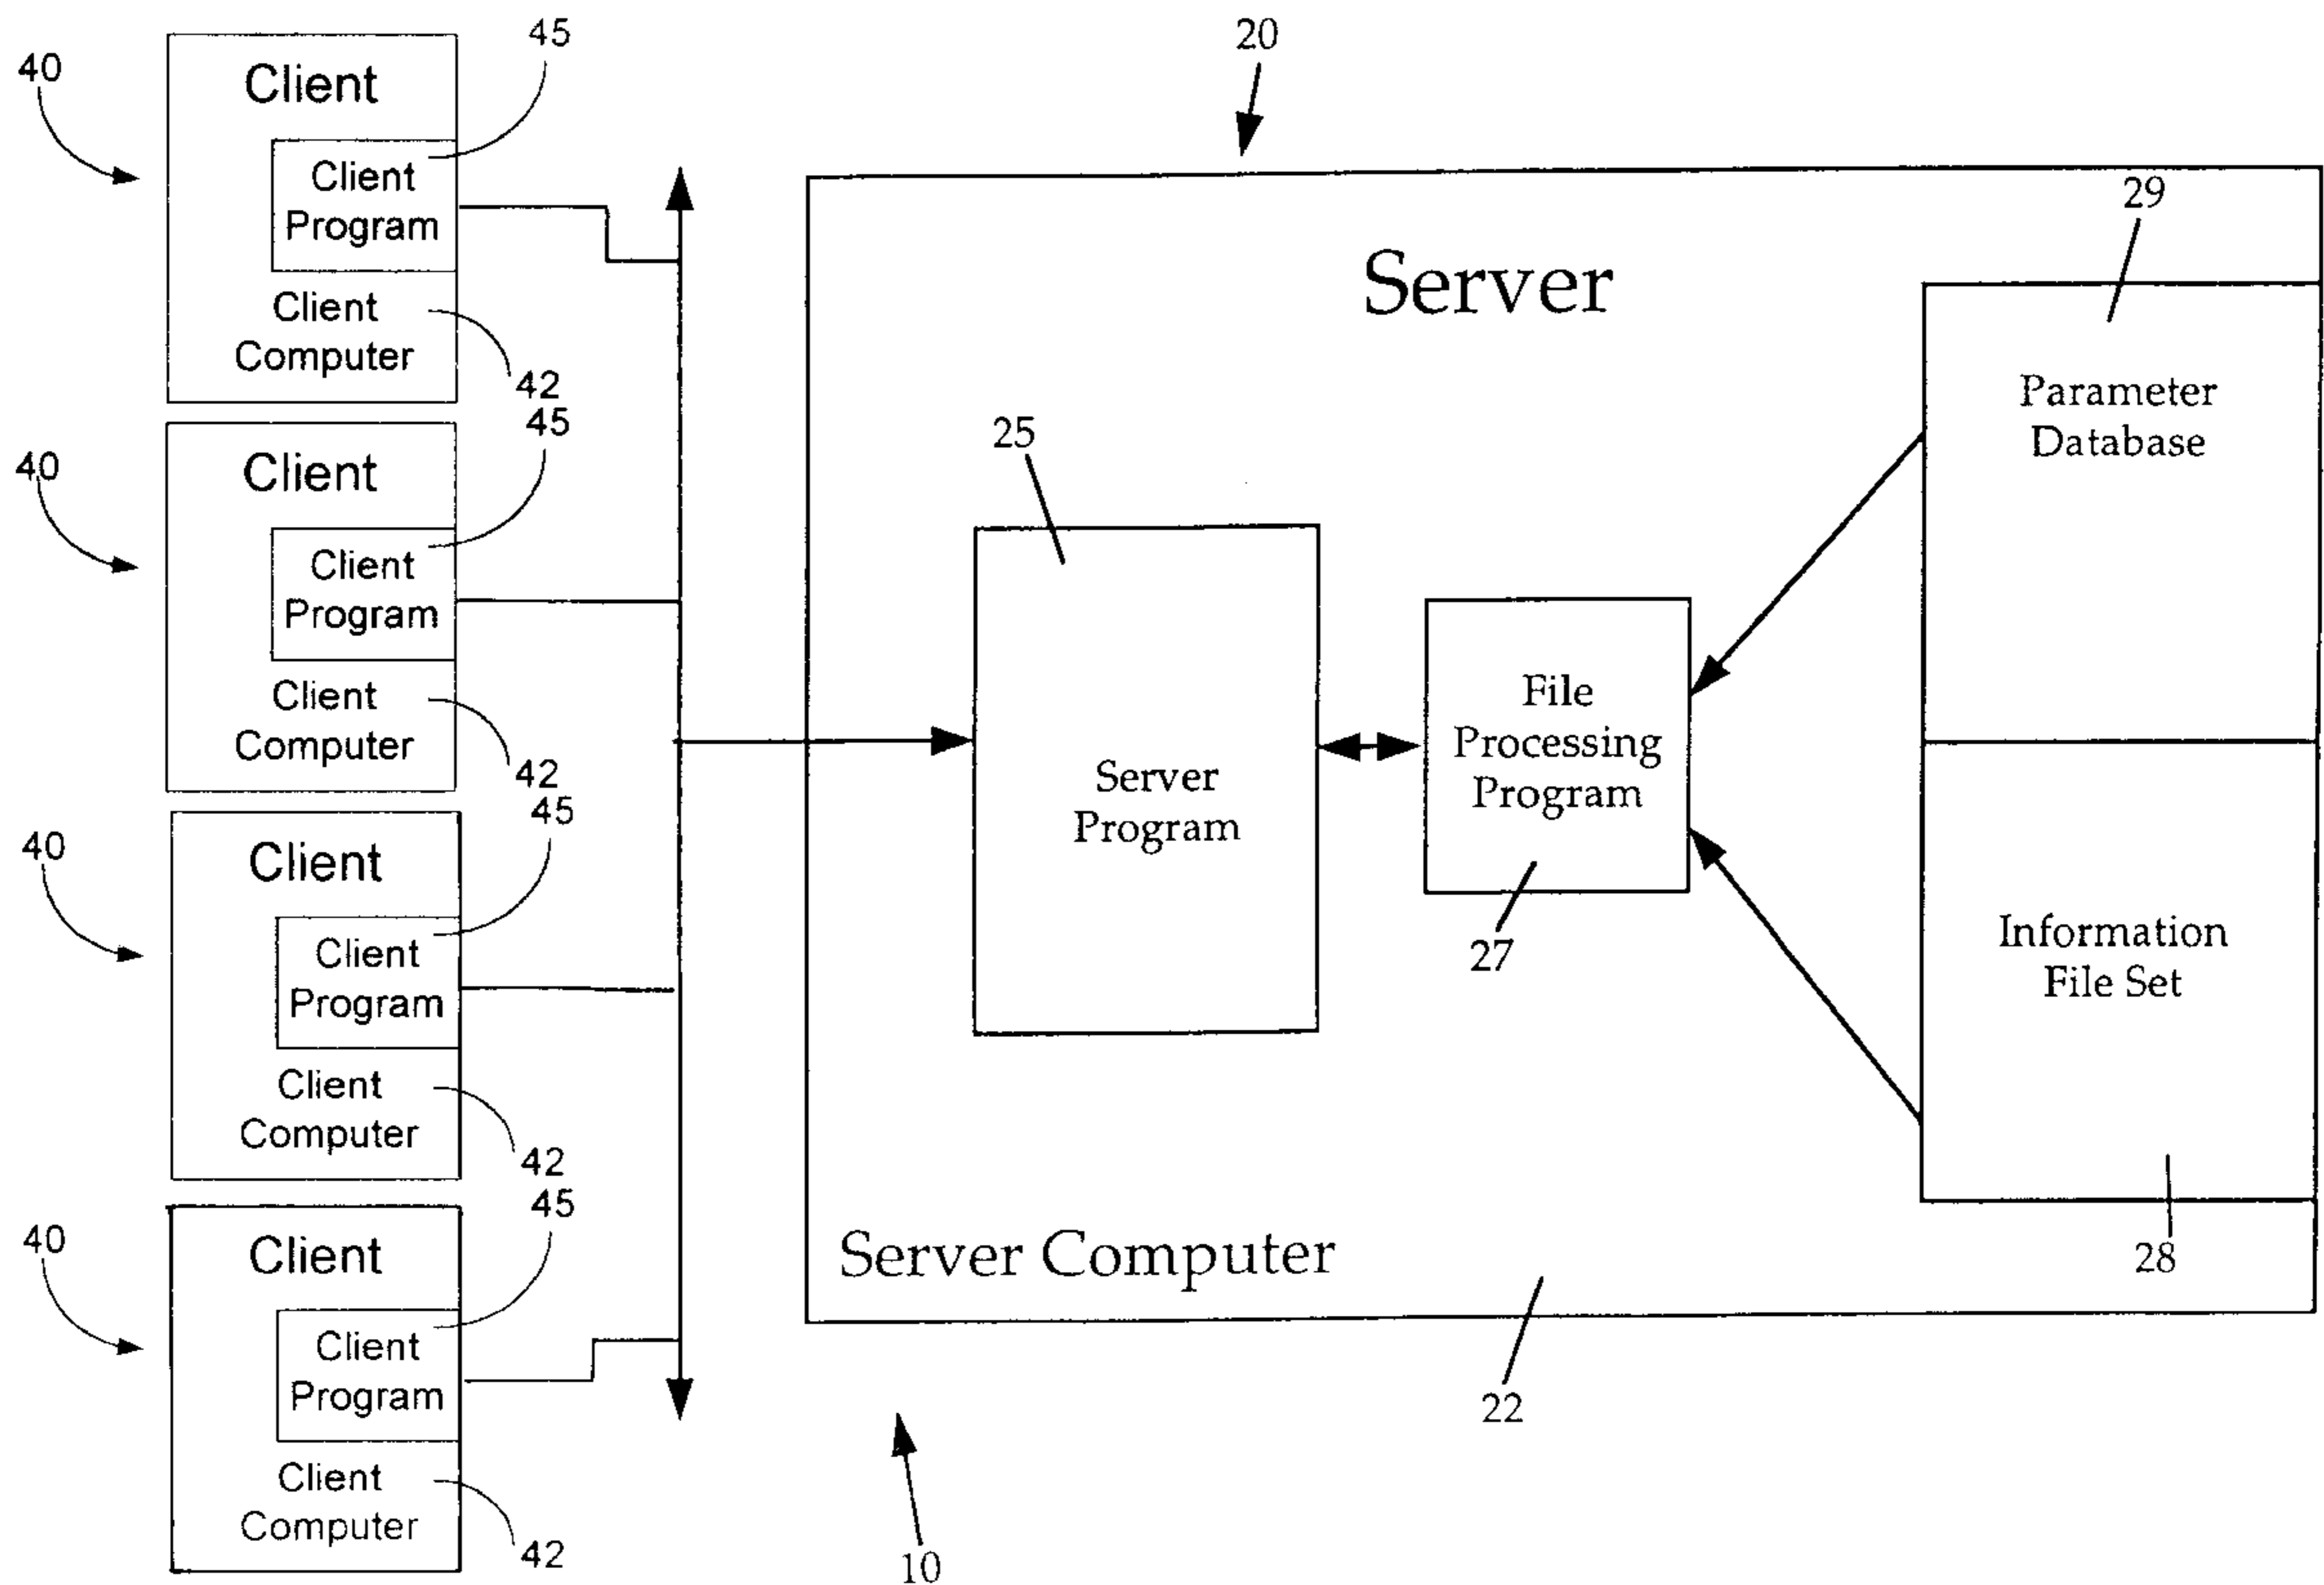 45
40
Client
Client
Program
Client
Computer
42
45
40
Client
Client
Program
Client
Computer
42
45
40
Client
Client
Program
Client
Computer
42
45
40
Client
Client
Program
Client
Computer
42
20
Server
29
Parameter
Database
25
Server
Program
File
Processing
Program
27
Information
File Set
28
Server Computer
22
10